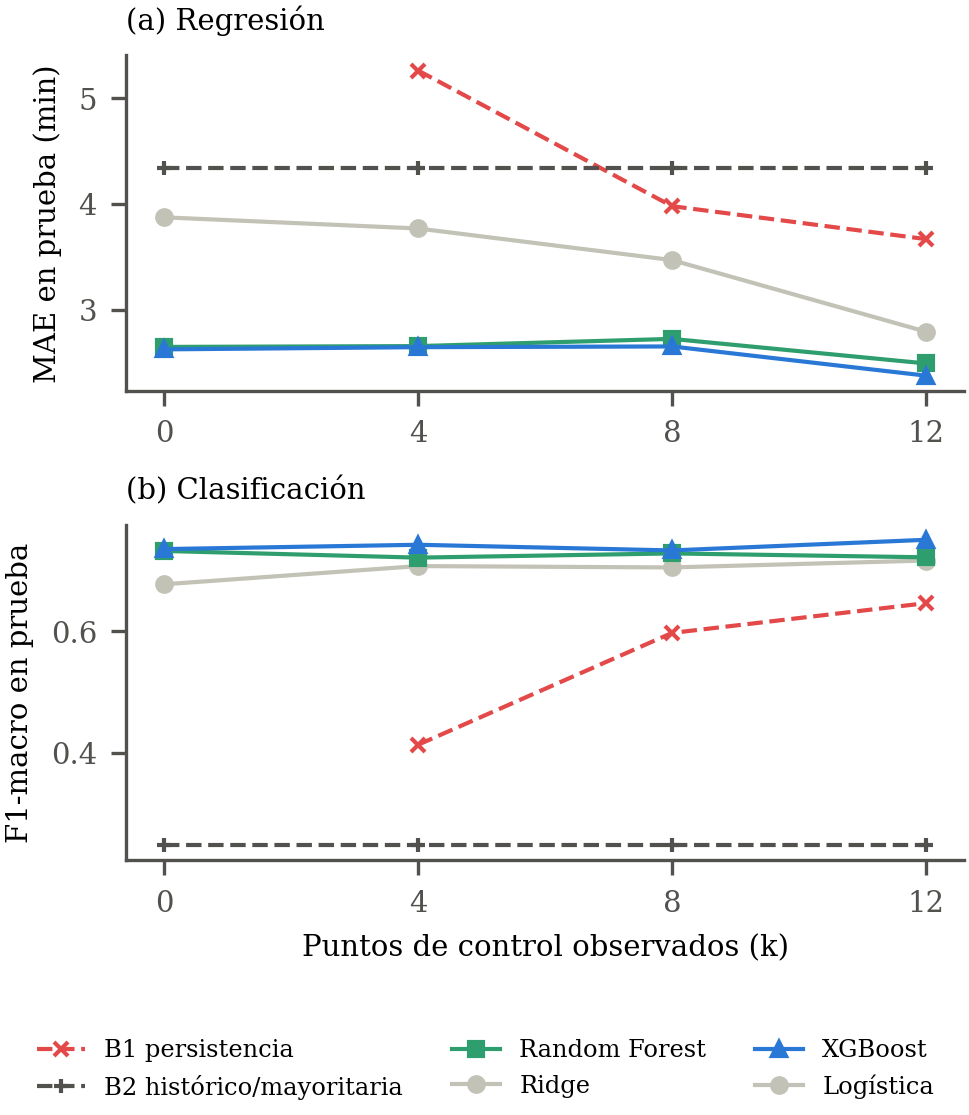 (a) Regresión
MAE en prueba (min)
5
4
3
0 4 8 12
(b) Clasificación
F1-macro en prueba
0.6
0.4
0 4 8 12
Puntos de control observados (k)
B1 persistencia Random Forest XGBoost
B2 histórico/mayoritaria Ridge Logística